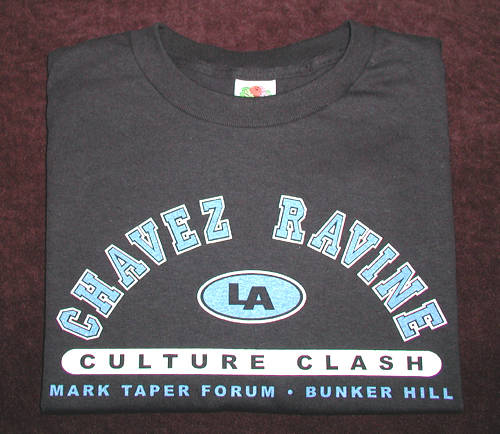 CHAVEZ RAVINE
LA
CULTURE CLASH
MARK TAPER FORUM • BUNKER HILL